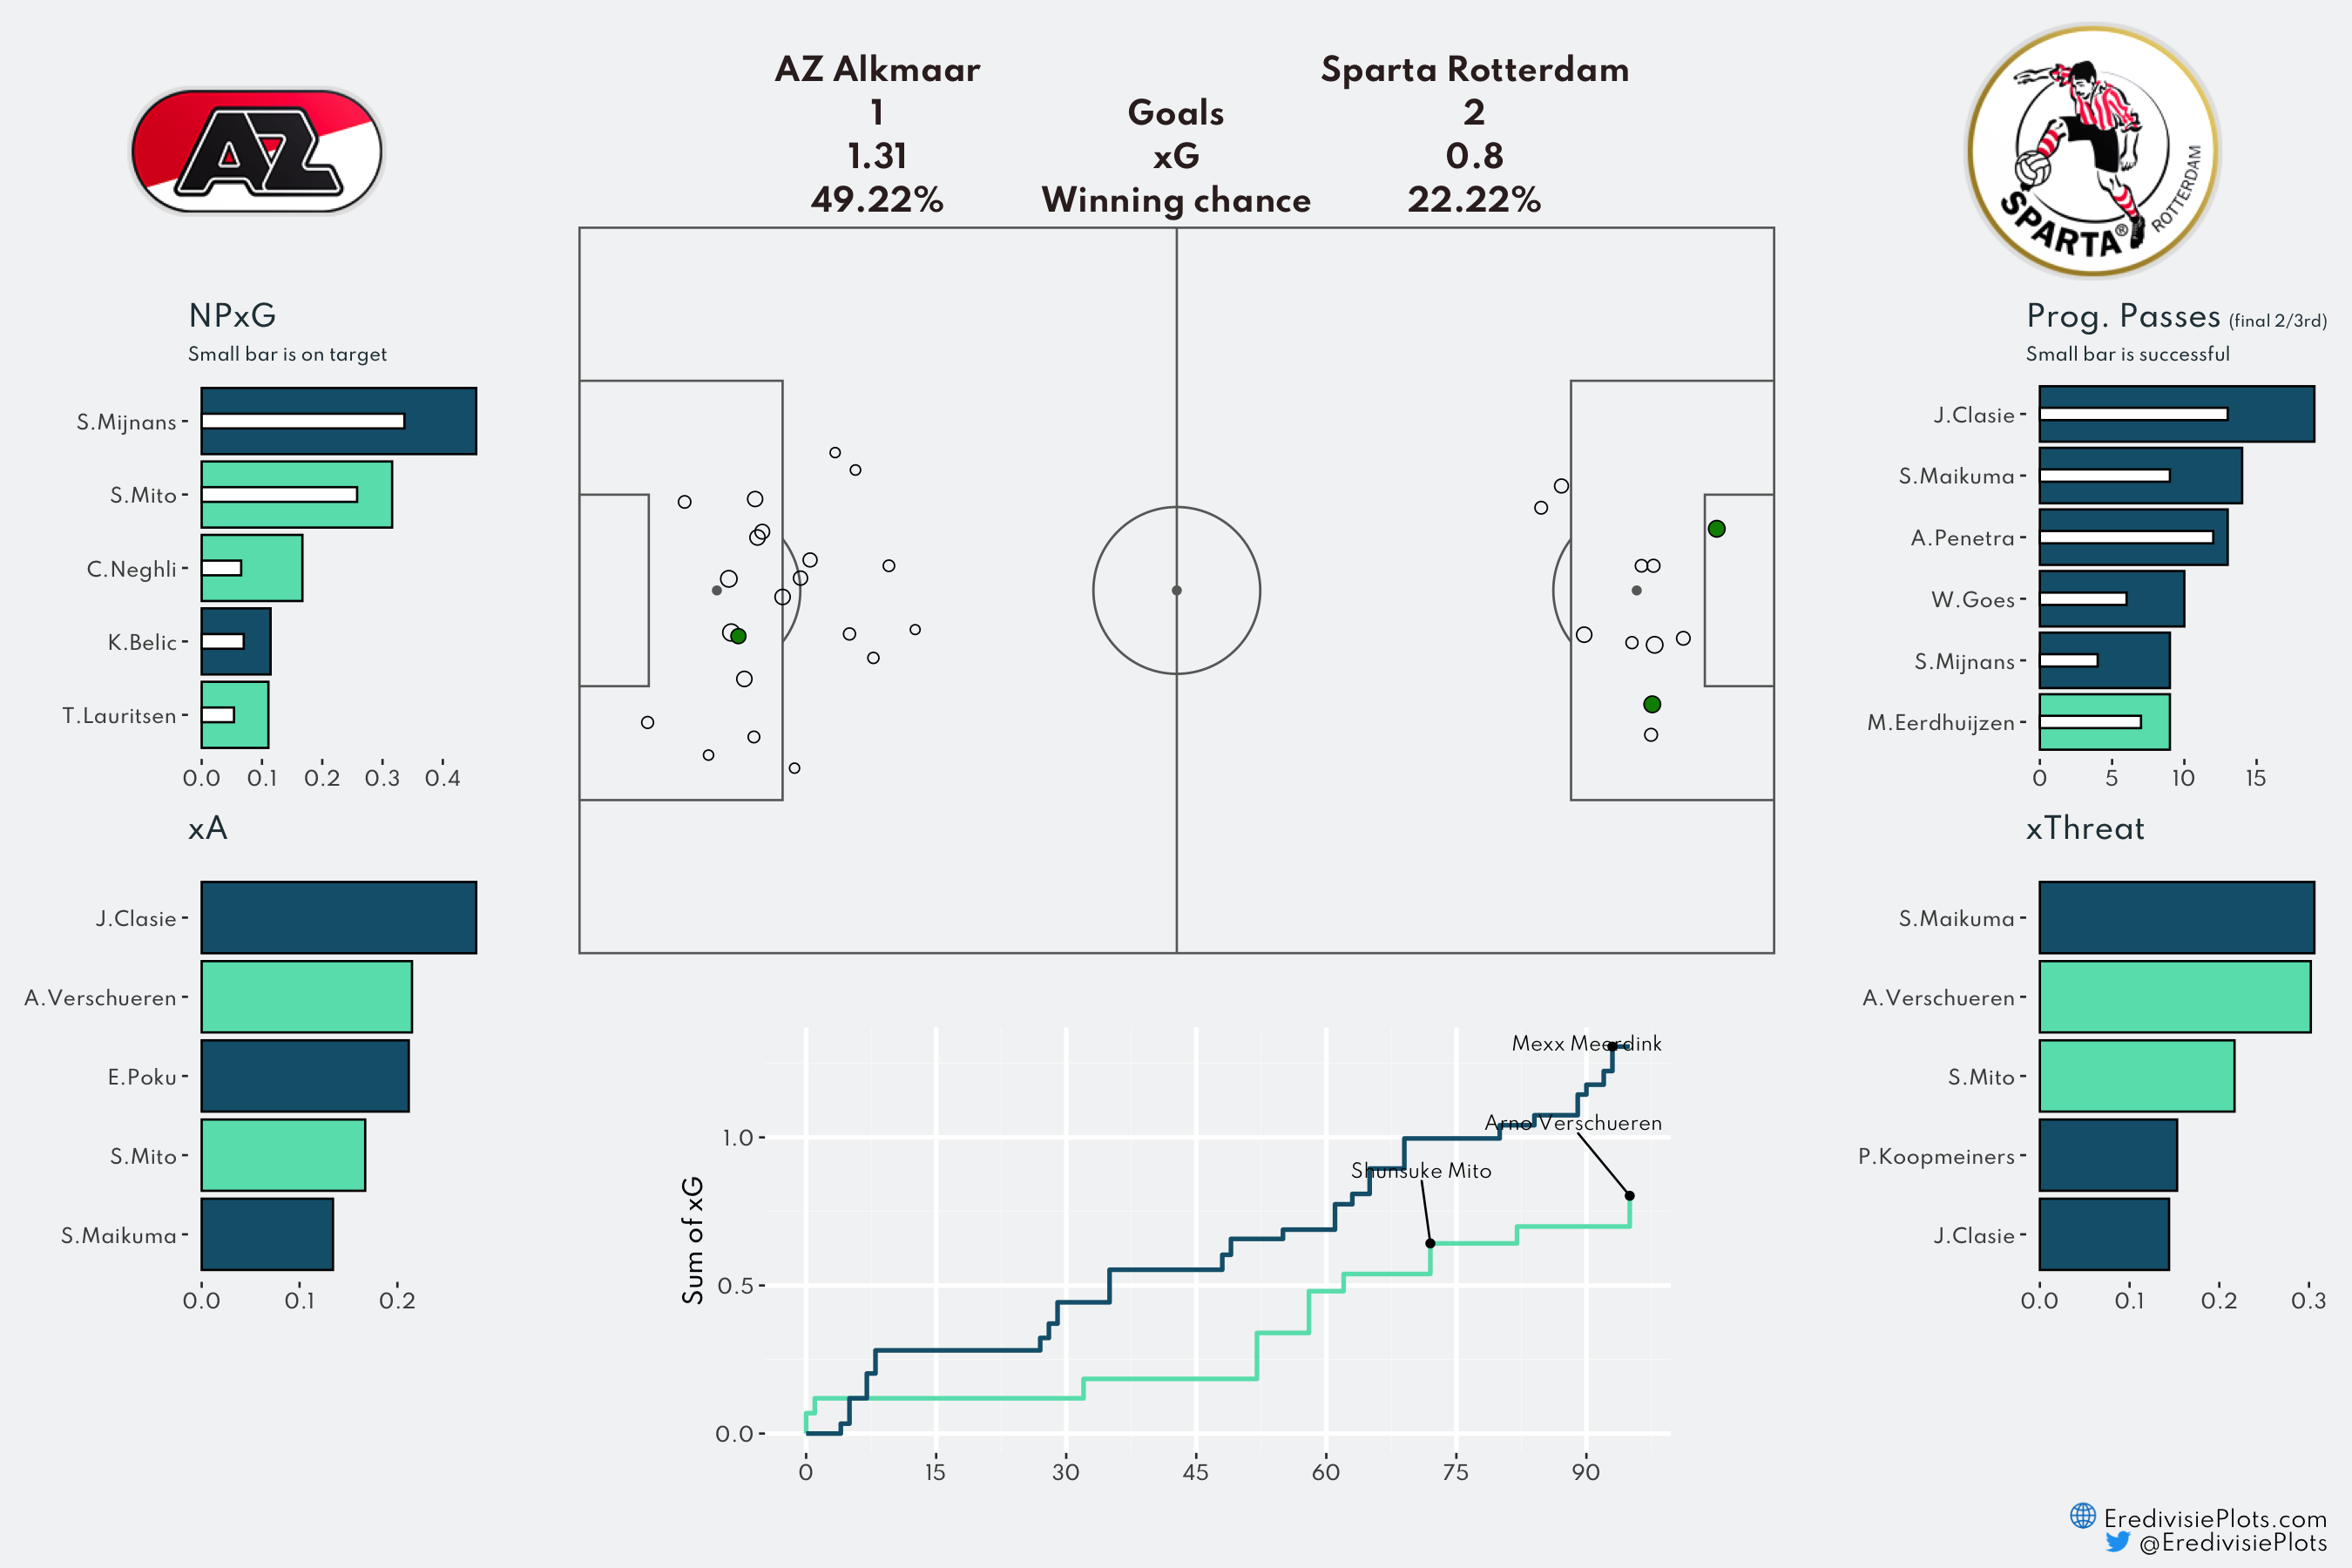 AZ Alkmaar Sparta Rotterdam
1 Goals 2
1.31 xG 0.8
49.22% Winning chance 22.22%
AZ
SPARTA® ROTTERDAM
NPxG
Small bar is on target
S.Mijnans
S.Mito
C.Neghli
K.Belic
T.Lauritsen
0.0 0.1 0.2 0.3 0.4
xA
J.Clasie
A.Verschueren
E.Poku
S.Mito
S.Maikuma
0.0 0.1 0.2
Sum of xG
1.0
0.5
0.0
Mexx Meerdink
Arno Verschueren
Shunsuke Mito
0 15 30 45 60 75 90
Prog. Passes (final 2/3rd)
Small bar is successful
J.Clasie
S.Maikuma
A.Penetra
W.Goes
S.Mijnans
M.Eerdhuijzen
0 5 10 15
xThreat
S.Maikuma
A.Verschueren
S.Mito
P.Koopmeiners
J.Clasie
0.0 0.1 0.2 0.3
EredivisiePlots.com
@EredivisiePlots